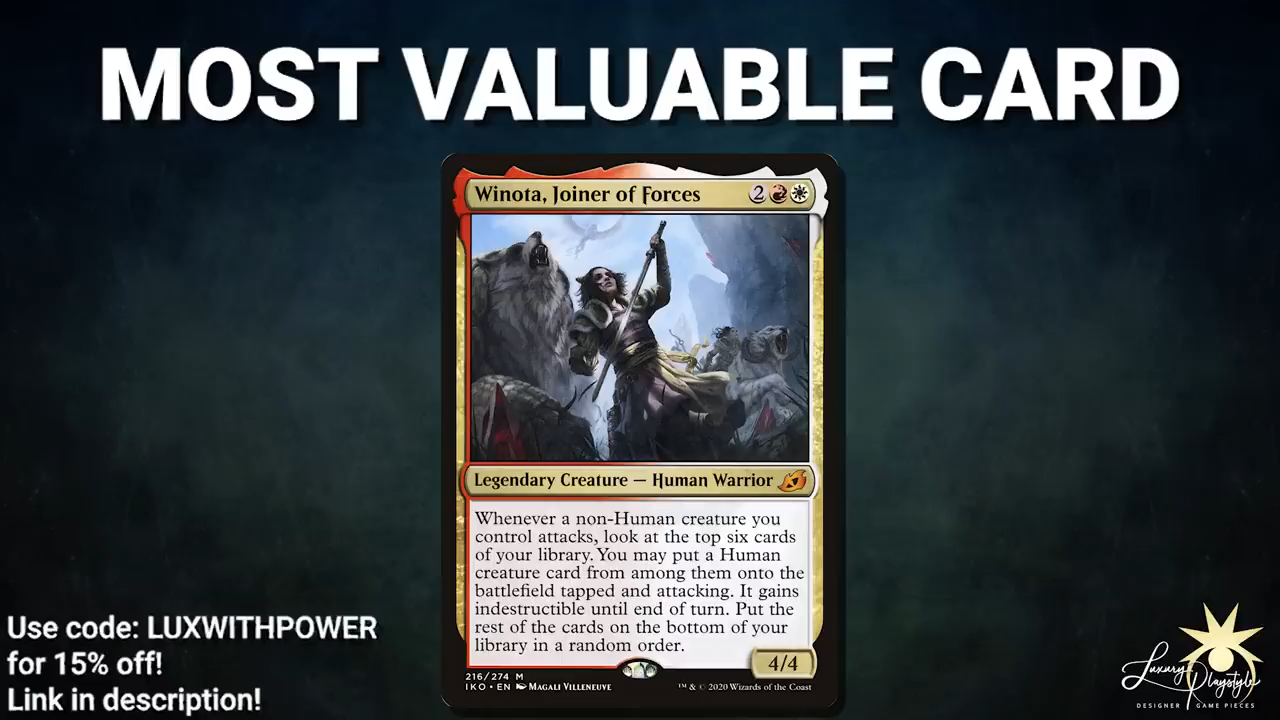 MOST VALUABLE CARD
Winota, Joiner of Forces 2
Legendary Creature — Human Warrior
Whenever a non-Human creature you
control attacks, look at the top six cards
of your library. You may put a Human
creature card from among them onto the
battlefield tapped and attacking. It gains
indestructible until end of turn. Put the
rest of the cards on the bottom of your
library in a random order.
4/4
216/274 M
IKO • EN Magali Villeneuve
™ & © 2020 Wizards of the Coast
Use code: LUXWITHPOWER
for 15% off!
Link in description!
Luxury
Playstyle
DESIGNER GAME PIECES